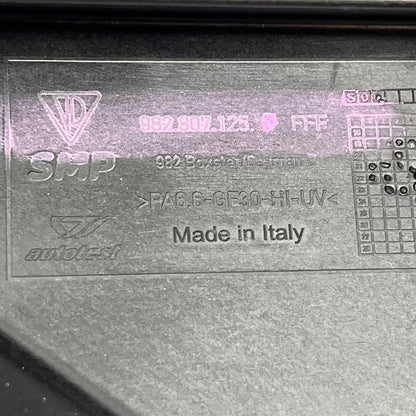 982.807.125. FFF
SMP
982 Boxster/Cayman
>PA6.6-GF30-HI-UV<
Made in Italy
autotest